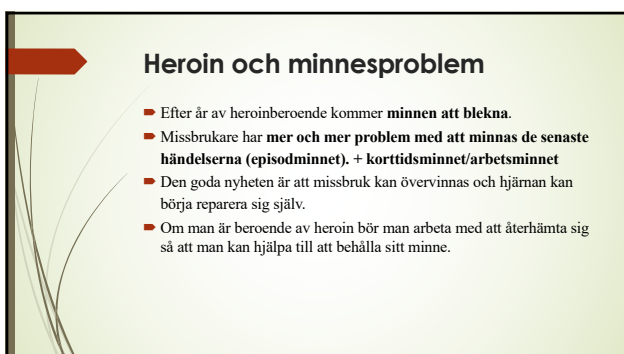 Heroin och minnesproblem
Efter år av heroinberoende kommer minnen att blekna.
Missbrukare har mer och mer problem med att minnas de senaste
händelserna (episodminnet). + korttidsminnet/arbetsminnet
Den goda nyheten är att missbruk kan övervinnas och hjärnan kan
börja reparera sig själv.
Om man är beroende av heroin bör man arbeta med att återhämta sig
så att man kan hjälpa till att behålla sitt minne.